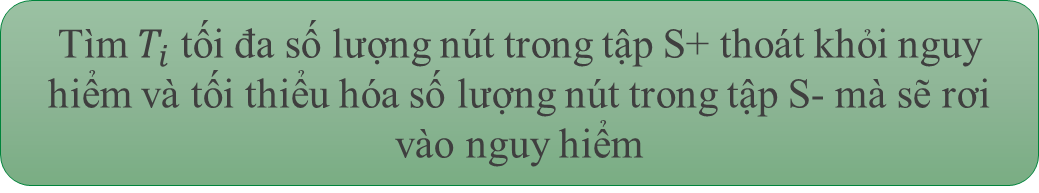 Tìm 𝑇𝑖 tối đa số lượng nút trong tập S+ thoát khỏi nguy
hiểm và tối thiểu hóa số lượng nút trong tập S- mà sẽ rơi
vào nguy hiểm